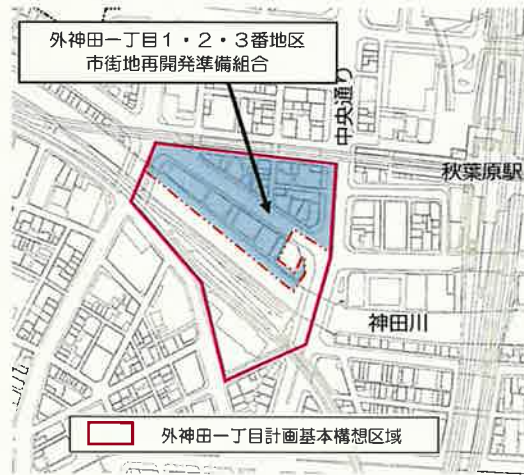 外神田一丁目1・2・3番地区
市街地再開発準備組合
中央通り
秋葉原駅
神田川
外神田一丁目計画基本構想区域